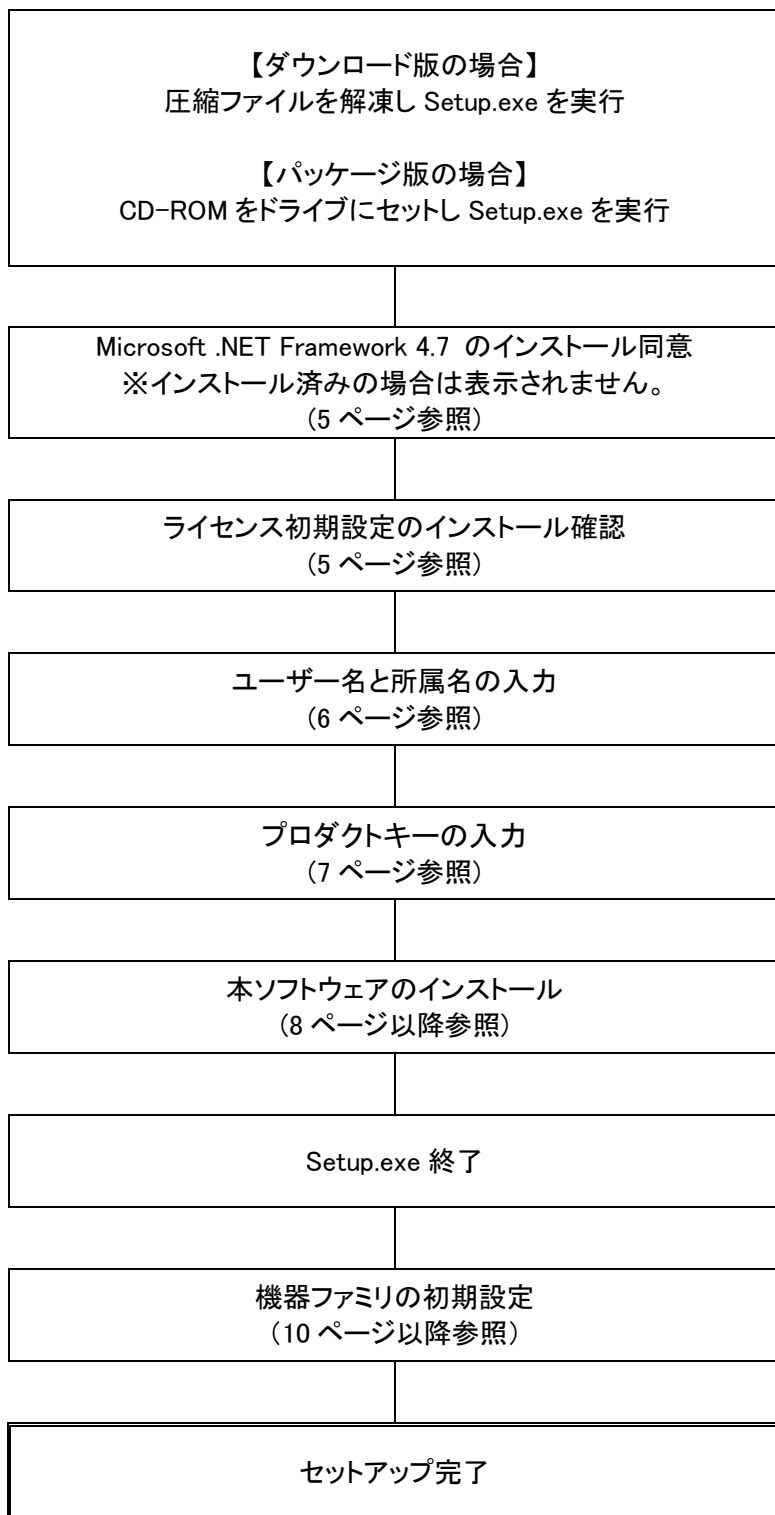 【ダウンロード版の場合】
圧縮ファイルを解凍し Setup.exe を実行
【パッケージ版の場合】
CD-ROM をドライブにセットし Setup.exe を実行
Microsoft .NET Framework 4.7 のインストール同意
※インストール済みの場合は表示されません。
(5 ページ参照)
ライセンス初期設定のインストール確認
(5 ページ参照)
ユーザー名と所属名の入力
(6 ページ参照)
プロダクトキーの入力
(7 ページ参照)
本ソフトウェアのインストール
(8 ページ以降参照)
Setup.exe 終了
機器ファミリの初期設定
（10 ページ以降参照）
セットアップ完了